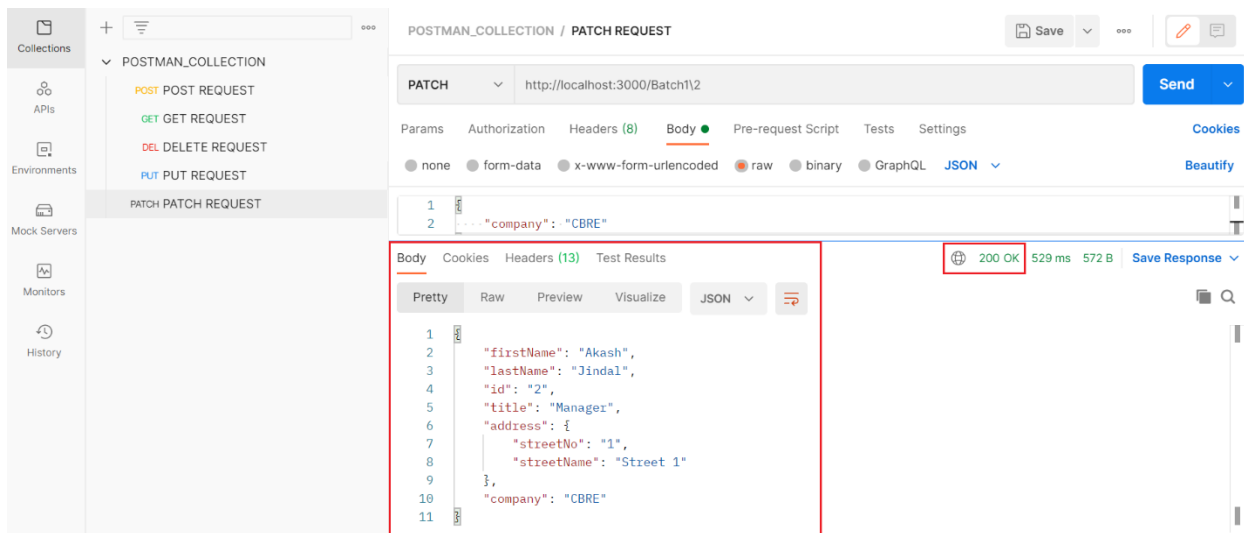 Collections
APIs
Environments
Mock Servers
Monitors
History
POSTMAN_COLLECTION
POST POST REQUEST
GET GET REQUEST
DEL DELETE REQUEST
PUT PUT REQUEST
PATCH PATCH REQUEST
POSTMAN_COLLECTION / PATCH REQUEST
Save
PATCH http://localhost:3000/Batch1\2 Send
Params Authorization Headers (8) Body Pre-request Script Tests Settings Cookies
none form-data x-www-form-urlencoded raw binary GraphQL JSON Beautify
1 {
2 "company": "CBRE"
Body Cookies Headers (13) Test Results 200 OK 529 ms 572 B Save Response
Pretty Raw Preview Visualize JSON
1 {
2 "firstName": "Akash",
3 "lastName": "Jindal",
4 "id": "2",
5 "title": "Manager",
6 "address": {
7 "streetNo": "1",
8 "streetName": "Street 1"
9 },
10 "company": "CBRE"
11 }